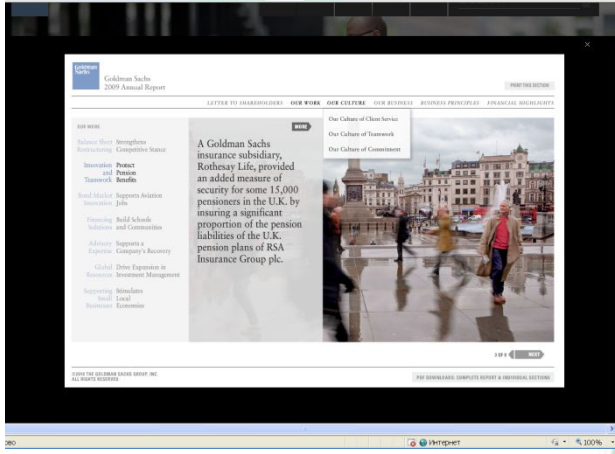 Goldman
Sachs
Goldman Sachs
2009 Annual Report
PRINT THIS SECTION
LETTER TO SHAREHOLDERS OUR WORK OUR CULTURE OUR BUSINESS BUSINESS PRINCIPLES FINANCIAL HIGHLIGHTS
Our Culture of Client Service
Our Culture of Teamwork
Our Culture of Commitment
OUR WORK
MORE
Balance Sheet Strengthens
Restructuring Competitive Stance
Innovation Protect
and Pension
Teamwork Benefits
Bond Market Supports Aviation
Innovation Jobs
Financing Build Schools
Solutions and Communities
Advisory Supports a
Expertise Company's Recovery
Global Drive Expansion in
Resources Investment Management
Supporting Stimulates
Small Local
Businesses Economies
A Goldman Sachs
insurance subsidiary,
Rothesay Life, provided
an added measure of
security for some 15,000
pensioners in the U.K. by
insuring a significant
proportion of the pension
liabilities of the U.K.
pension plans of RSA
Insurance Group plc.
NEXT
©2010 THE GOLDMAN SACHS GROUP, INC.
ALL RIGHTS RESERVED
PDF DOWNLOADS: COMPLETE REPORT & INDIVIDUAL SECTIONS
ово
Интернет
100%